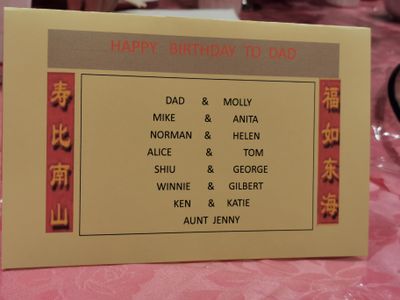 HAPPY BIRTHDAY TO DAD
寿比南山
DAD & MOLLY
MIKE & ANITA
NORMAN & HELEN
ALICE & TOM
SHIU & GEORGE
WINNIE & GILBERT
KEN & KATIE
AUNT JENNY
福如东海